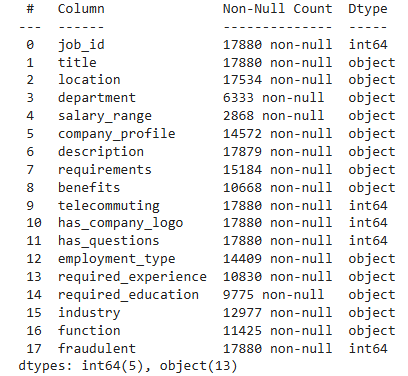 #   Column               Non-Null Count  Dtype
---  ------               --------------  -----
0   job_id               17880 non-null  int64
1   title                17880 non-null  object
2   location             17534 non-null  object
3   department           6333 non-null   object
4   salary_range         2868 non-null   object
5   company_profile      14572 non-null  object
6   description          17879 non-null  object
7   requirements         15184 non-null  object
8   benefits             10668 non-null  object
9   telecommuting        17880 non-null  int64
10  has_company_logo     17880 non-null  int64
11  has_questions        17880 non-null  int64
12  employment_type      14409 non-null  object
13  required_experience  10830 non-null  object
14  required_education   9775 non-null   object
15  industry             12977 non-null  object
16  function             11425 non-null  object
17  fraudulent           17880 non-null  int64
dtypes: int64(5), object(13)